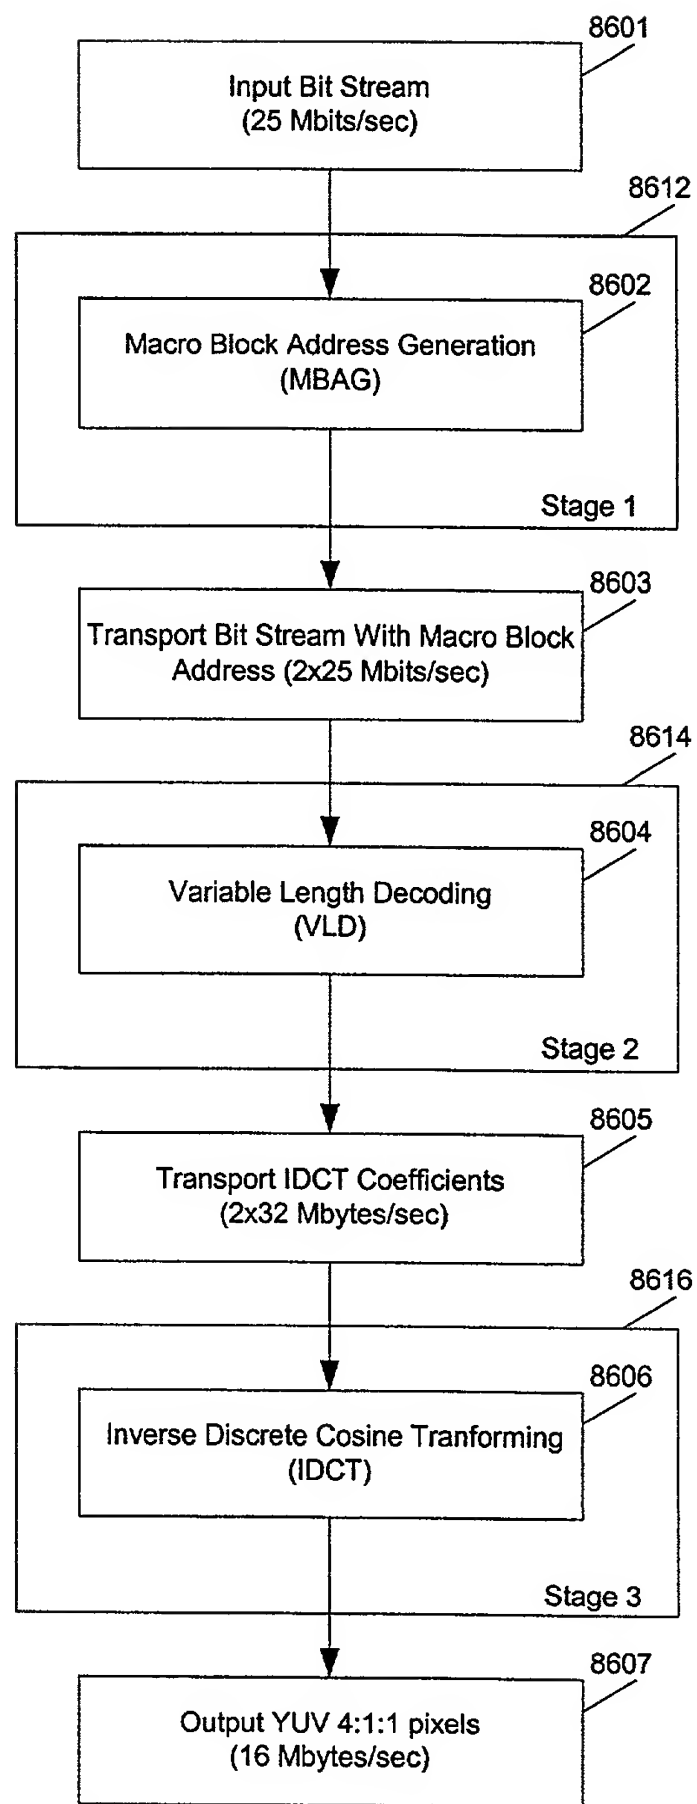 8601
Input Bit Stream
(25 Mbits/sec)
8612
8602
Macro Block Address Generation
(MBAG)
Stage 1
8603
Transport Bit Stream With Macro Block
Address (2x25 Mbits/sec)
8614
8604
Variable Length Decoding
(VLD)
Stage 2
8605
Transport IDCT Coefficients
(2x32 Mbytes/sec)
8616
8606
Inverse Discrete Cosine Tranforming
(IDCT)
Stage 3
8607
Output YUV 4:1:1 pixels
(16 Mbytes/sec)